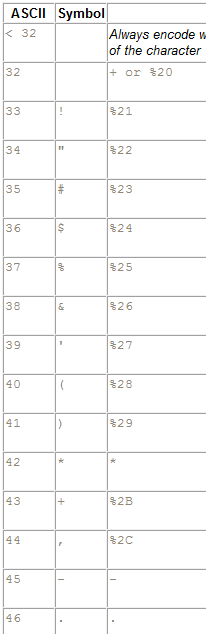 ASCII Symbol
< 32 Always encode w
of the character
32 + or %20
33 ! %21
34 " %22
35 # %23
36 $ %24
37 % %25
38 & %26
39 ' %27
40 ( %28
41 ) %29
42 * *
43 + %2B
44 , %2C
45 - -
46 . .